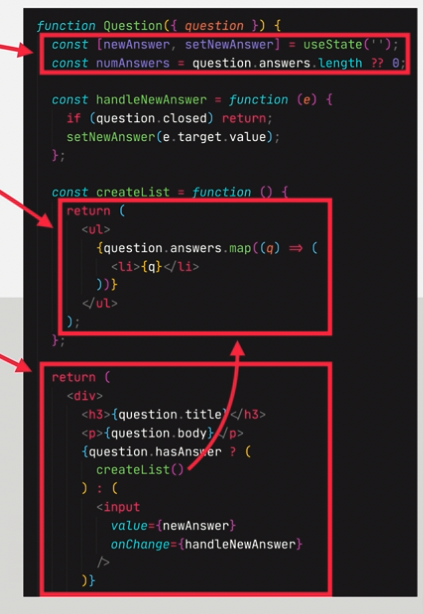 function Question({ question }) {
  const [newAnswer, setNewAnswer] = useState('');
  const numAnswers = question.answers.length ?? 0;

  const handleNewAnswer = function (e) {
    if (question.closed) return;
    setNewAnswer(e.target.value);
  };

  const createList = function () {
    return (
      <ul>
        {question.answers.map((q) ⇒ (
          <li>{q}</li>
        ))}
      </ul>
    );
  };

  return (
    <div>
      <h3>{question.title}</h3>
      <p>{question.body}</p>
      {question.hasAnswer ? (
        createList()
      ) : (
        <input
          value={newAnswer}
          onChange={handleNewAnswer}
        />
      )}